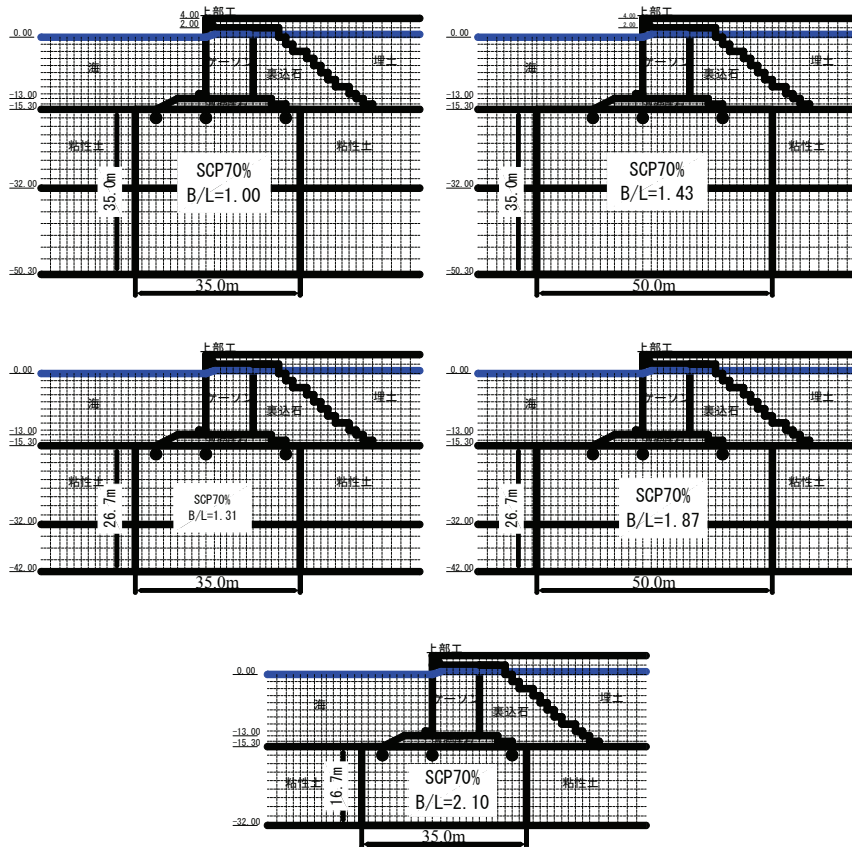 上部工
4.00
2.00
0.00
海
ケーソン
裏込石
埋土
-13.00
-15.30
粘性土
粘性土
SCP70%
B/L=1.00
35.0m
-32.00
-50.30
35.0m
上部工
4.00
2.00
0.00
海
ケーソン
裏込石
埋土
-13.00
-15.30
粘性土
粘性土
SCP70%
B/L=1.43
35.0m
-32.00
-50.30
50.0m
上部工
0.00
海
ケーソン
裏込石
埋土
-13.00
-15.30
粘性土
粘性土
SCP70%
B/L=1.31
26.7m
-32.00
-42.00
35.0m
上部工
0.00
海
ケーソン
裏込石
埋土
-13.00
-15.30
粘性土
粘性土
SCP70%
B/L=1.87
26.7m
-32.00
-42.00
50.0m
上部工
0.00
海
ケーソン
裏込石
埋土
-13.00
-15.30
粘性土
粘性土
SCP70%
B/L=2.10
16.7m
-32.00
35.0m